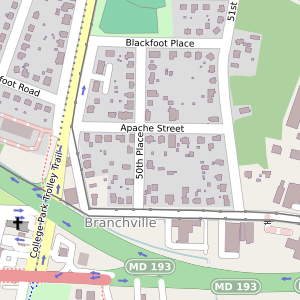 51st
Blackfoot Place
foot Road
Apache Street
50th Place
College Park Trolley Trail
Branchville
MD 193
MD 193